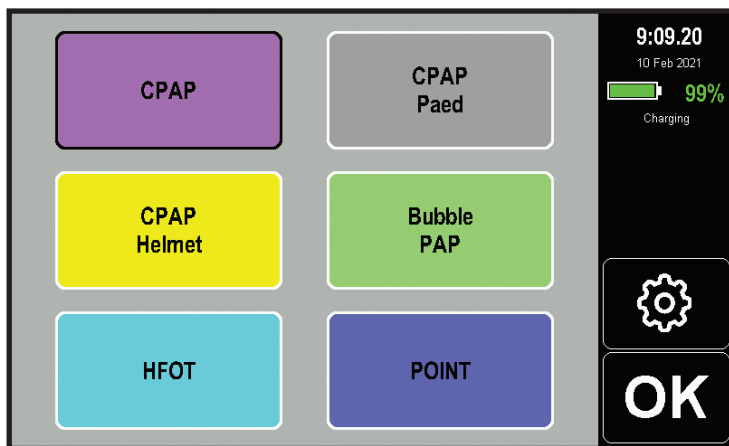 CPAP
CPAP
Paed
CPAP
Helmet
Bubble
PAP
HFOT
POINT
9:09.20
10 Feb 2021
99%
Charging
OK